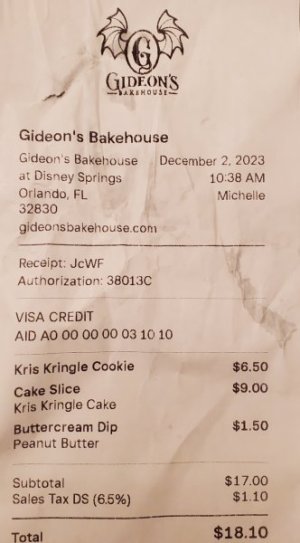 G
GIDEON'S
BAKEHOUSE
Gideon's Bakehouse
Gideon's Bakehouse December 2, 2023
at Disney Springs 10:38 AM
Orlando, FL Michelle
32830
gideonsbakehouse.com
Receipt: JcWF
Authorization: 38013C
VISA CREDIT
AID A0 00 00 00 03 10 10
Kris Kringle Cookie $6.50
Cake Slice $9.00
Kris Kringle Cake
Buttercream Dip $1.50
Peanut Butter
Subtotal $17.00
Sales Tax DS (6.5%) $1.10
Total $18.10